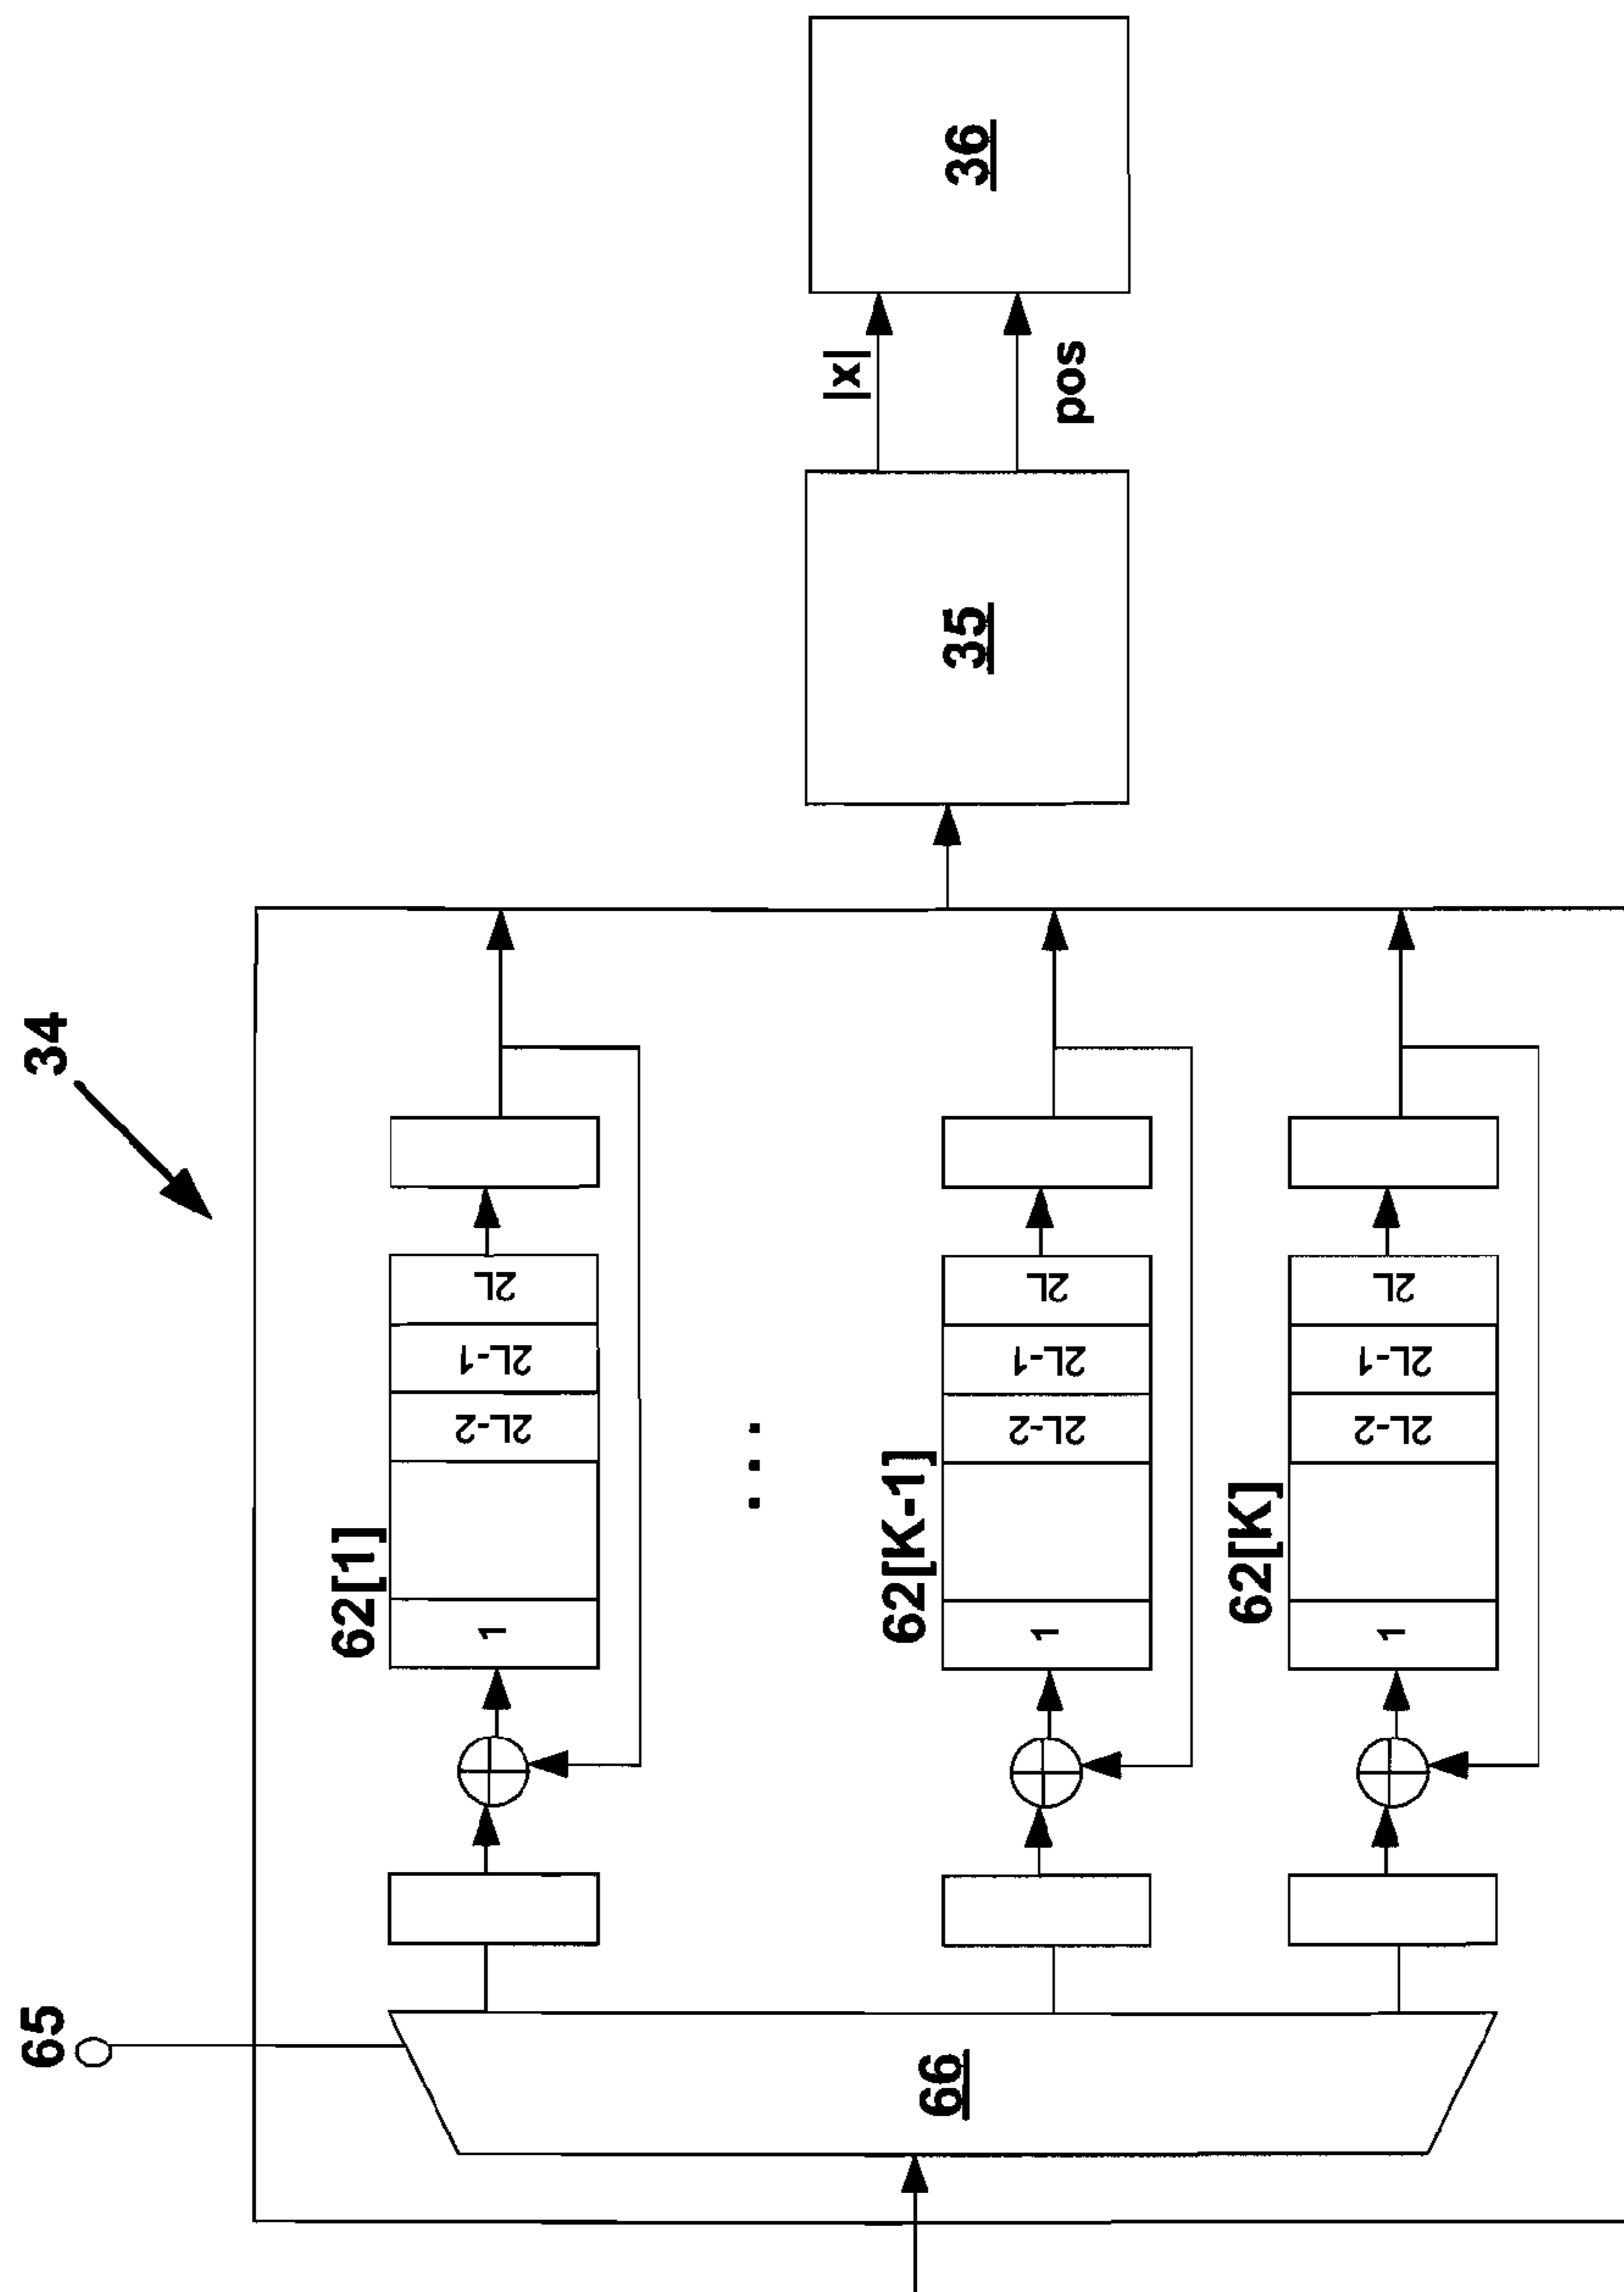 34
65
66
62[1]
1
2L-2
2L-1
2L
. . .
62[K-1]
1
2L-2
2L-1
2L
62[K]
1
2L-2
2L-1
2L
35
|x|
pos
36